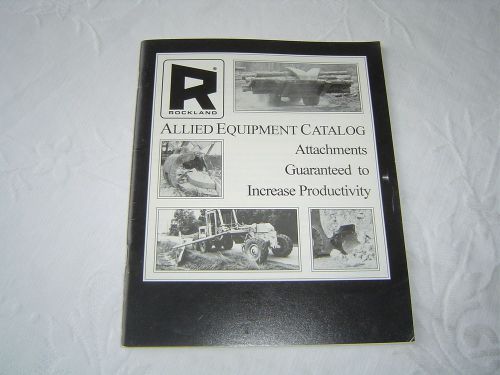 R®
ROCKLAND
ALLIED EQUIPMENT CATALOG
Attachments
Guaranteed to
Increase Productivity